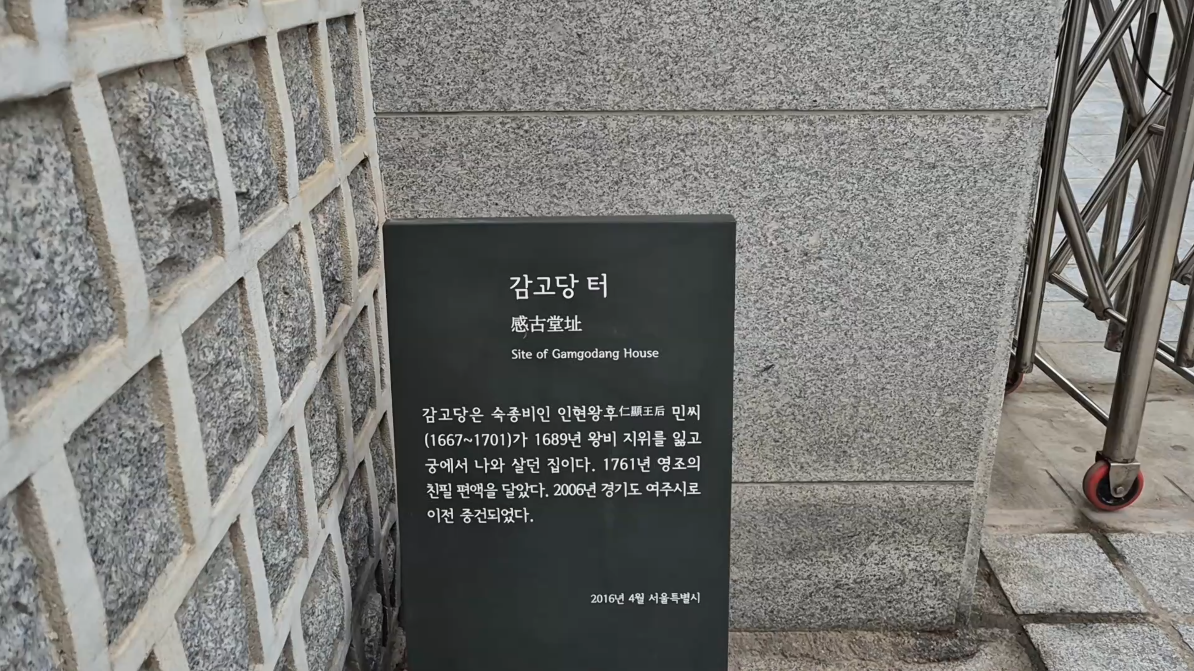 감고당 터
感古堂址
Site of Gamgodang House
감고당은 숙종비인 인현왕후仁顯王后 민씨
(1667~1701)가 1689년 왕비 지위를 잃고
궁에서 나와 살던 집이다. 1761년 영조의
친필 편액을 달았다. 2006년 경기도 여주시로
이전 중건되었다.
2016년 4월 서울특별시